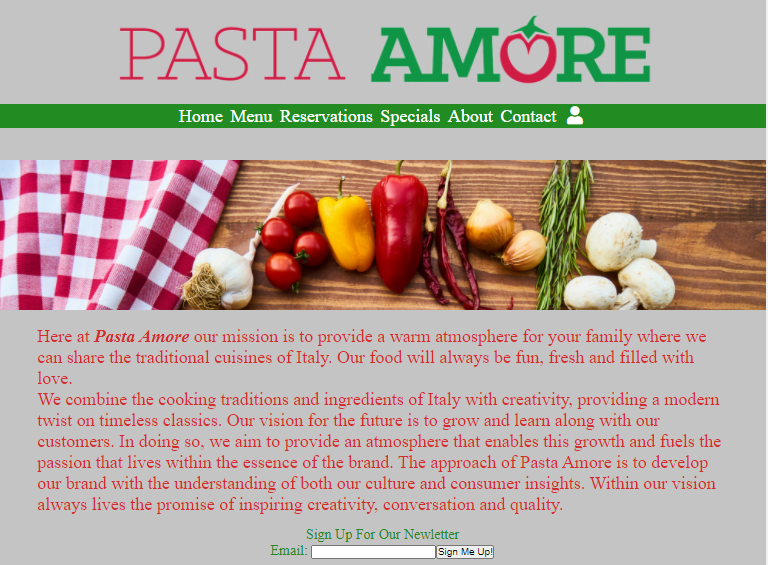 PASTA AMORE
Home Menu Reservations Specials About Contact
Here at Pasta Amore our mission is to provide a warm atmosphere for your family where we
can share the traditional cuisines of Italy. Our food will always be fun, fresh and filled with
love.
We combine the cooking traditions and ingredients of Italy with creativity, providing a modern
twist on timeless classics. Our vision for the future is to grow and learn along with our
customers. In doing so, we aim to provide an atmosphere that enables this growth and fuels the
passion that lives within the essence of the brand. The approach of Pasta Amore is to develop
our brand with the understanding of both our culture and consumer insights. Within our vision
always lives the promise of inspiring creativity, conversation and quality.
Sign Up For Our Newletter
Email: Sign Me Up!